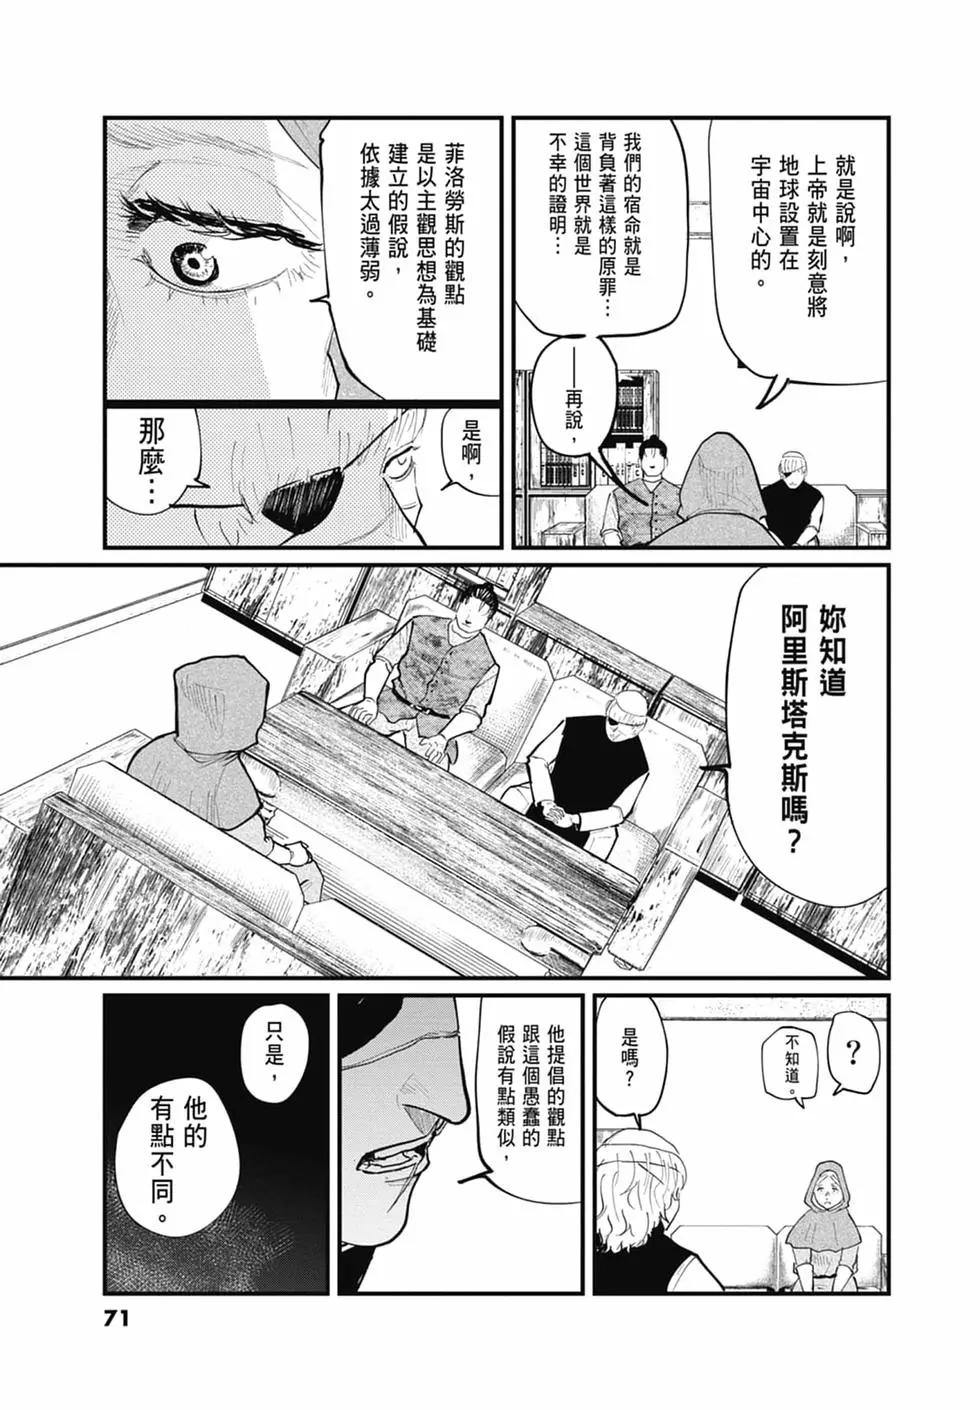 就是說啊，
上帝就是刻意將
地球設置在
宇宙中心的。
我們的宿命就是
背負著這樣的原罪…
這個世界就是
不幸的證明…
──再說，
菲洛勞斯的觀點
是以主觀思想為基礎
建立的假說，
依據太過薄弱。
是啊，
那麼…
妳知道
阿里斯塔克斯嗎？
？
不知道。
是嗎？
他提倡的觀點
跟這個愚蠢的
假說有點類似，
只是，
他的
有點不同。
71